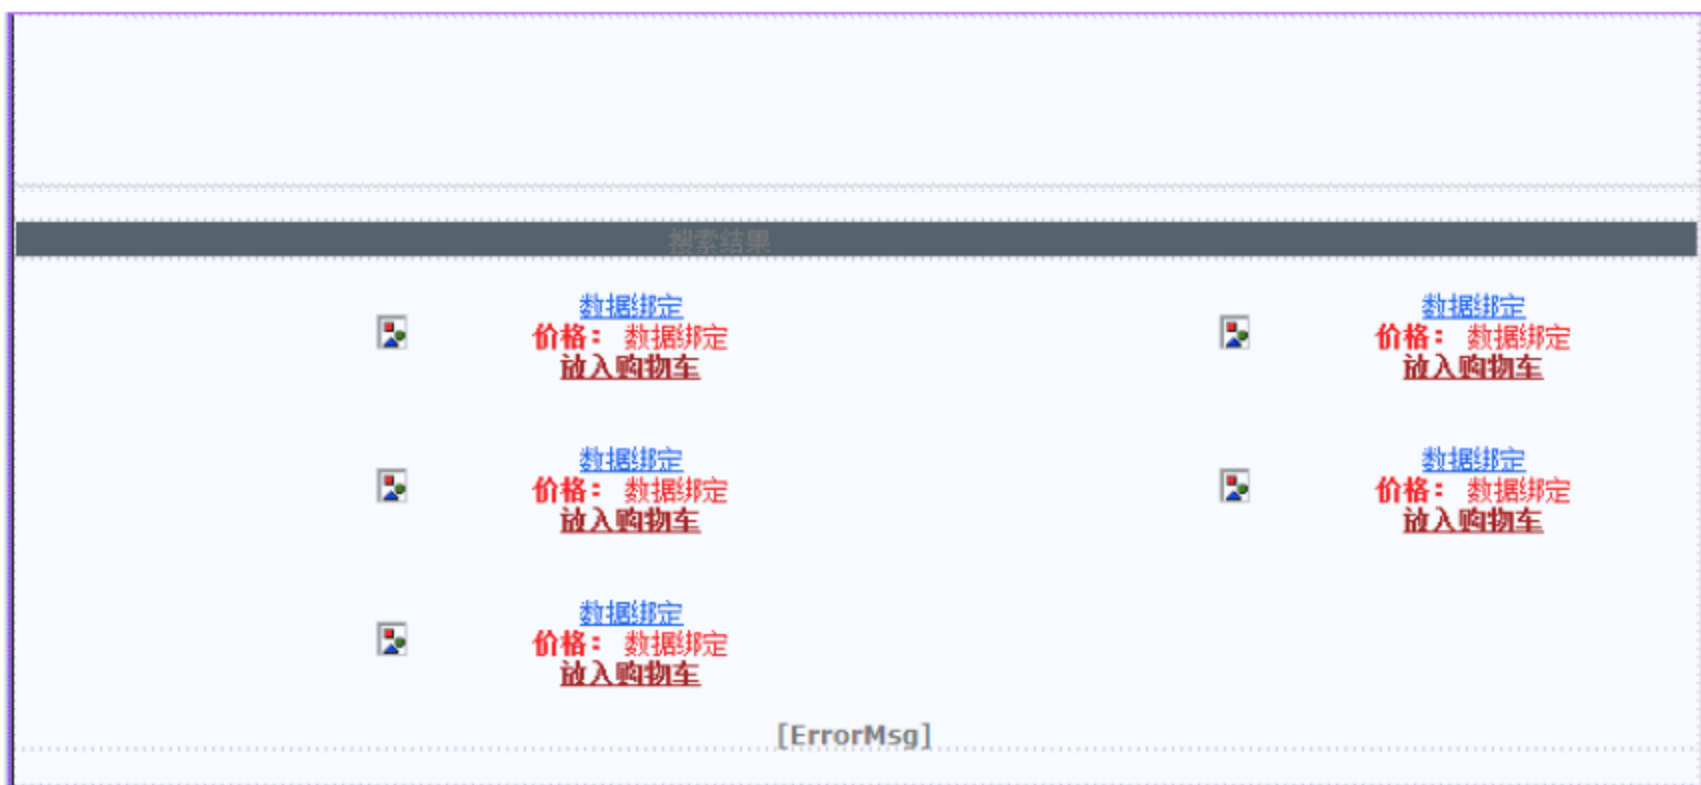 搜索结果
数据绑定 数据绑定
价格： 数据绑定 价格： 数据绑定
放入购物车 放入购物车
数据绑定 数据绑定
价格： 数据绑定 价格： 数据绑定
放入购物车 放入购物车
数据绑定
价格： 数据绑定
放入购物车
[ErrorMsg]